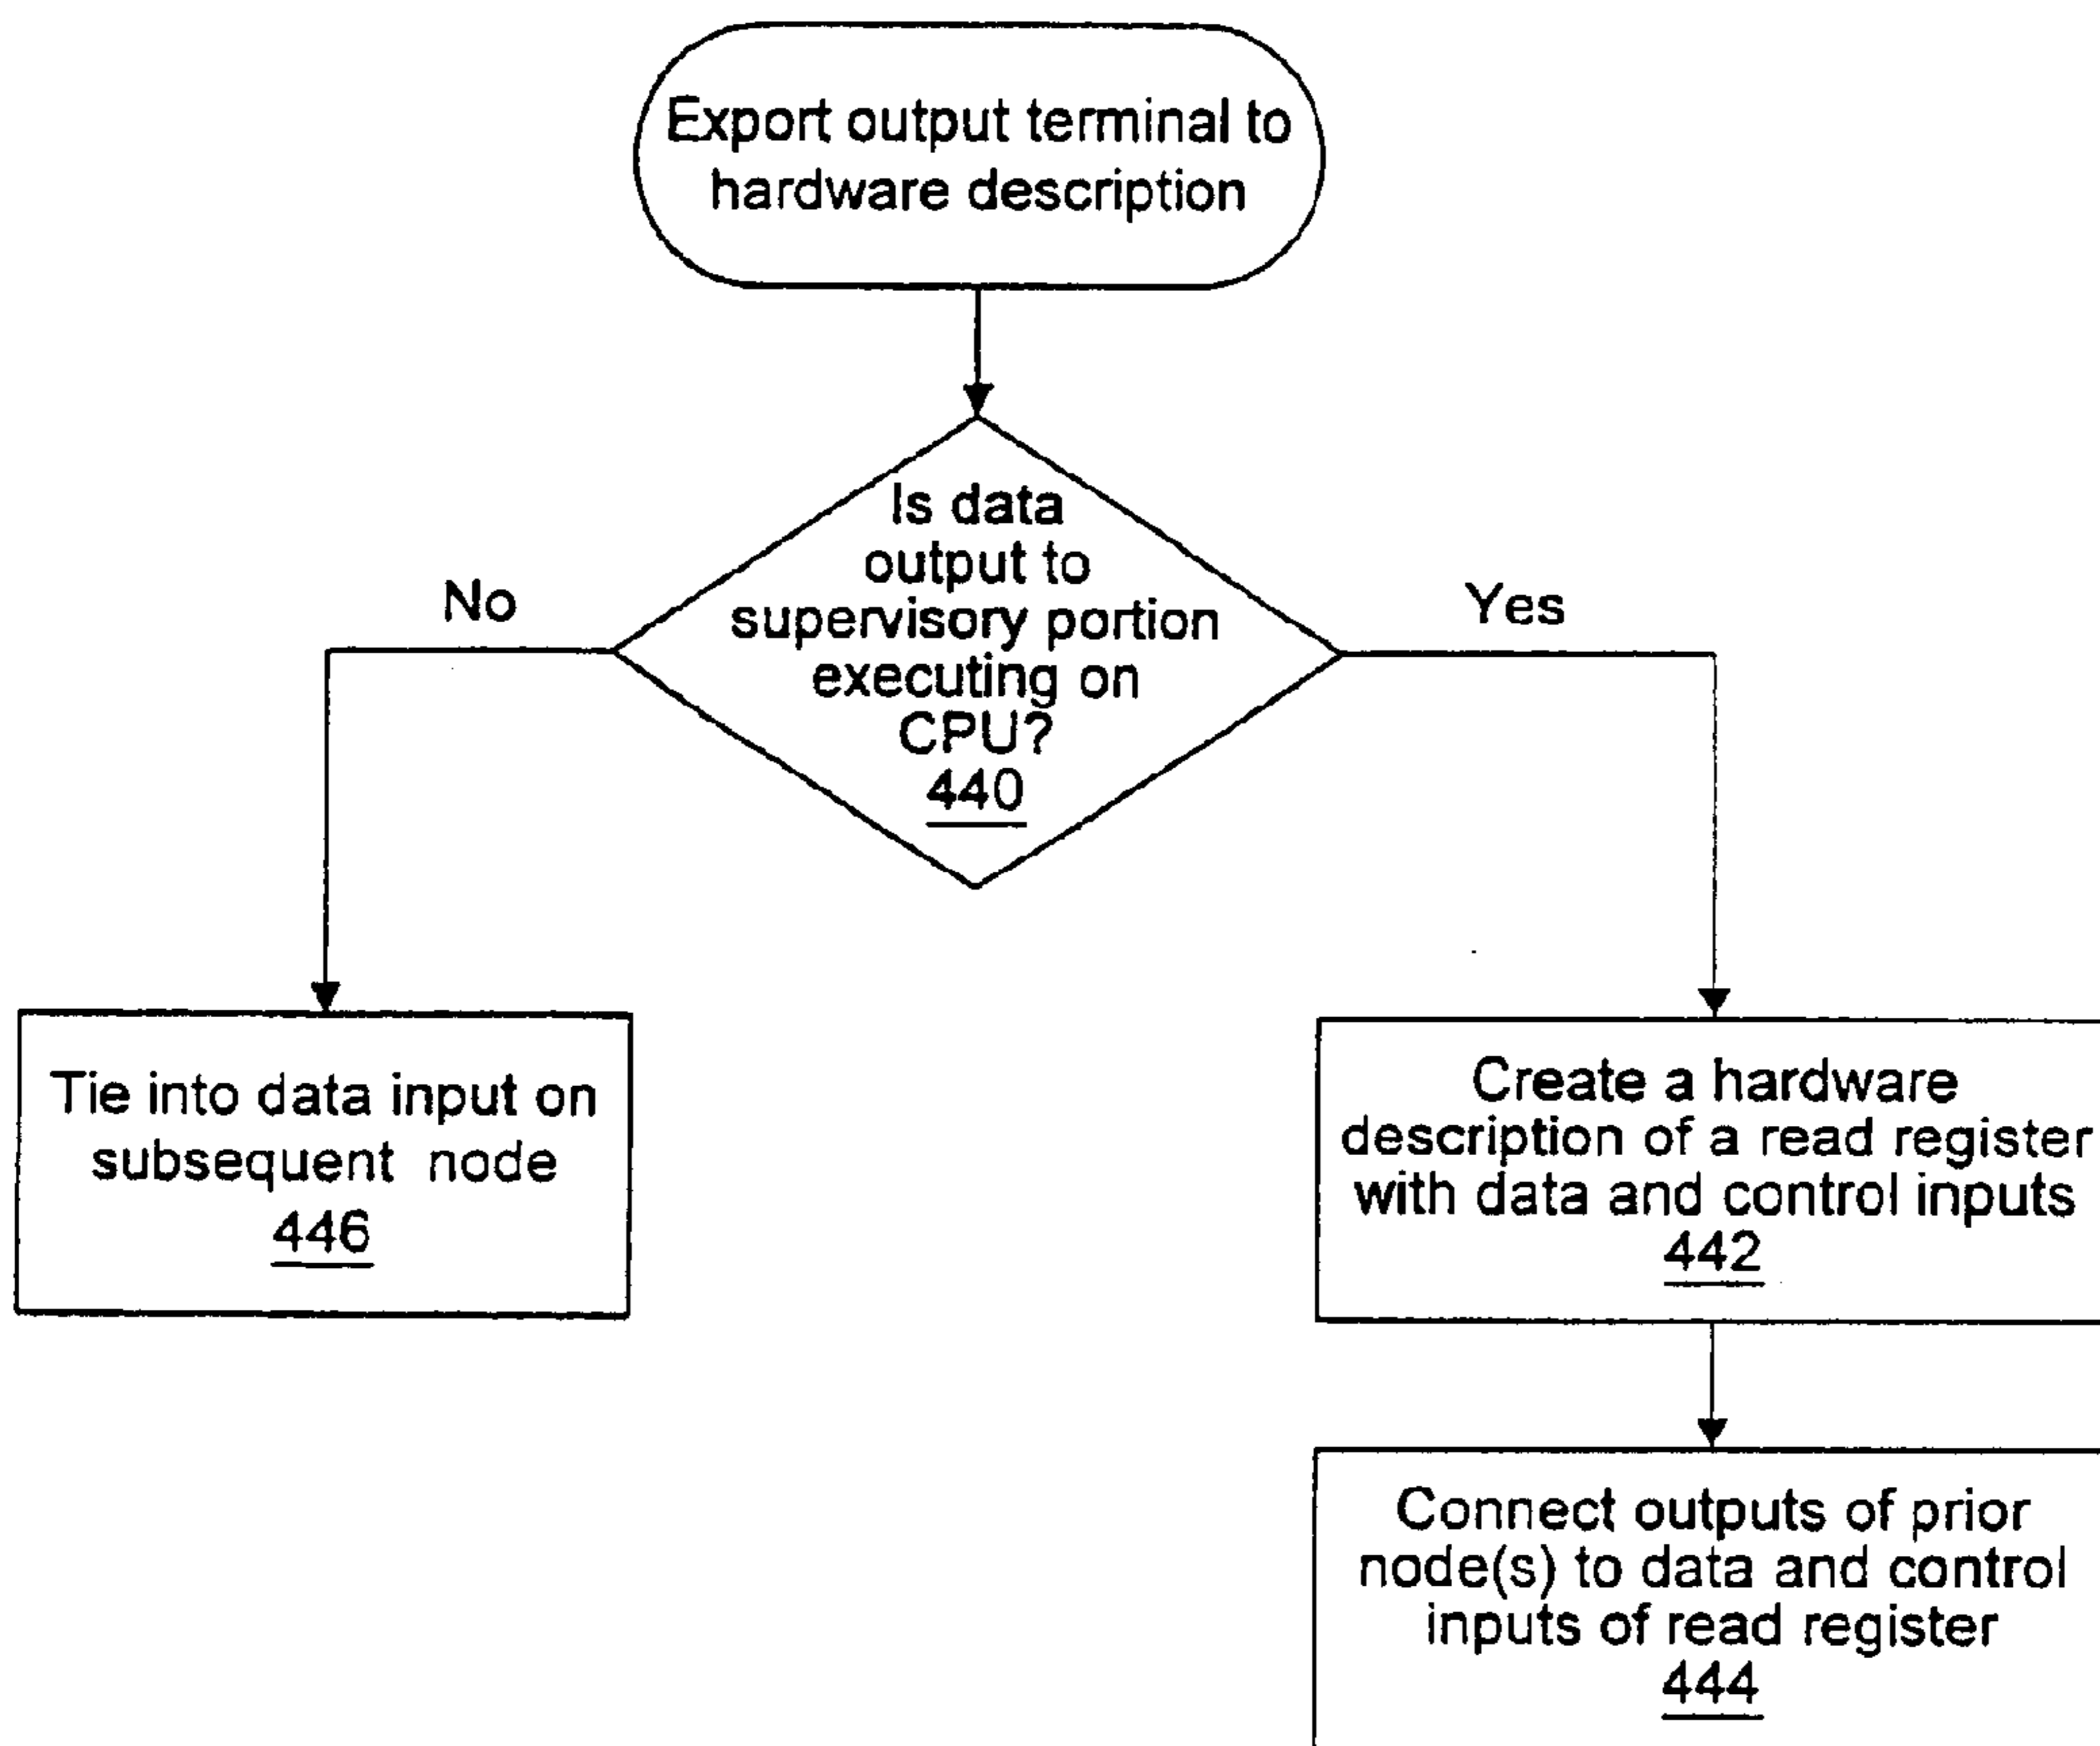 Export output terminal to
hardware description
Is data
output to
supervisory portion
executing on
CPU?
440
No
Yes
Tie into data input on
subsequent node
446
Create a hardware
description of a read register
with data and control inputs
442
Connect outputs of prior
node(s) to data and control
inputs of read register
444